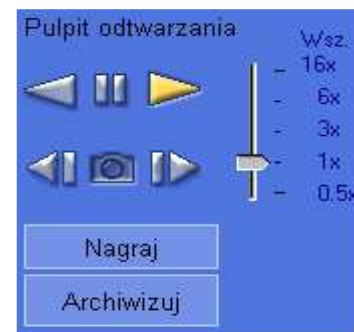 Pulpit odtwarzania
Wsz.
16x
6x
3x
1x
0.5x
Nagraj
Archiwizuj